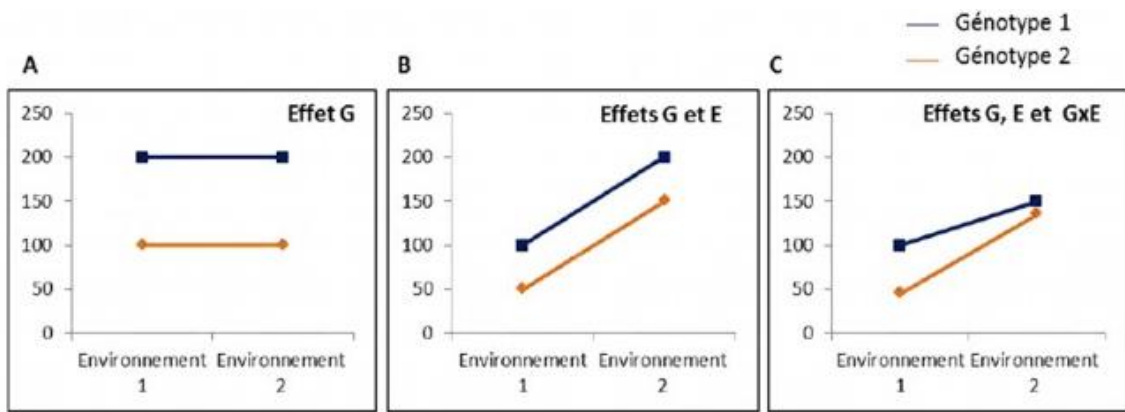 Génotype 1
Génotype 2
A
Effet G
250
200
150
100
50
0
Environnement
1
Environnement
2
B
Effets G et E
250
200
150
100
50
0
Environnement
1
Environnement
2
C
Effets G, E et GxE
250
200
150
100
50
0
Environnement
1
Environnement
2